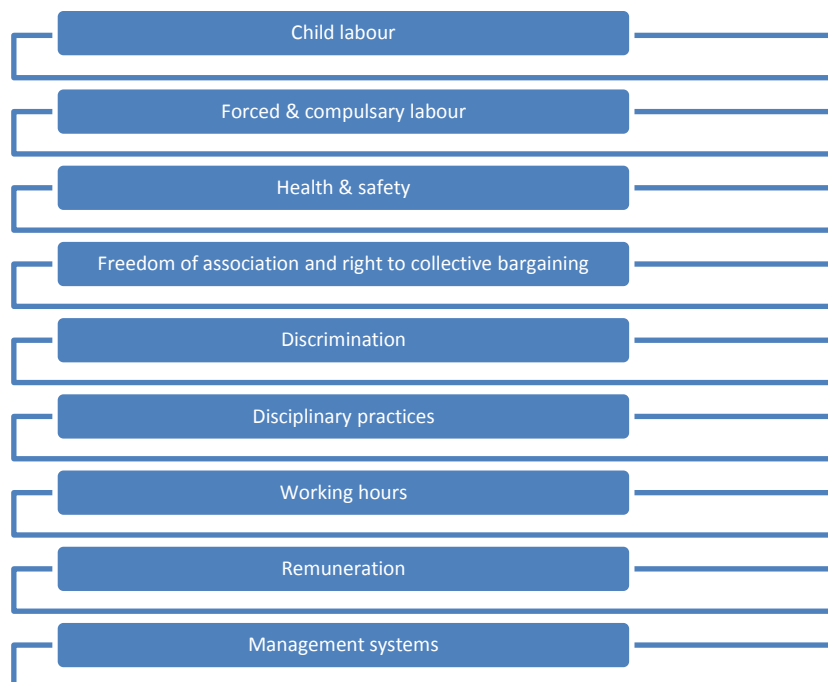 Child labour
Forced & compulsary labour
Health & safety
Freedom of association and right to collective bargaining
Discrimination
Disciplinary practices
Working hours
Remuneration
Management systems